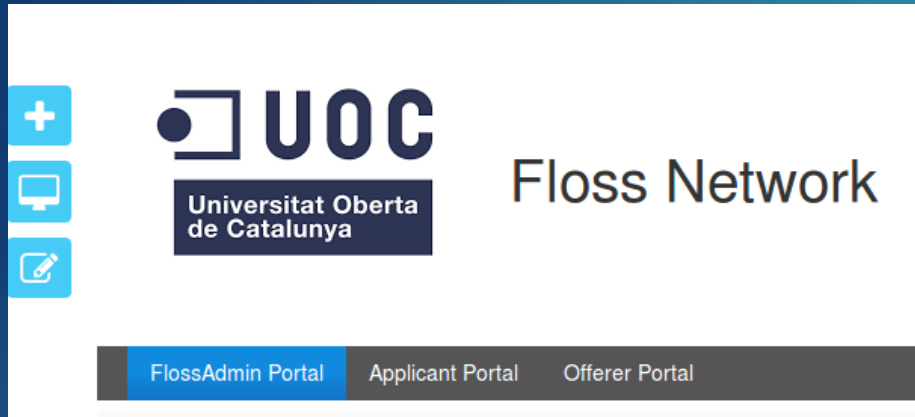 UOC
Universitat Oberta
de Catalunya
Floss Network
FlossAdmin Portal Applicant Portal Offerer Portal